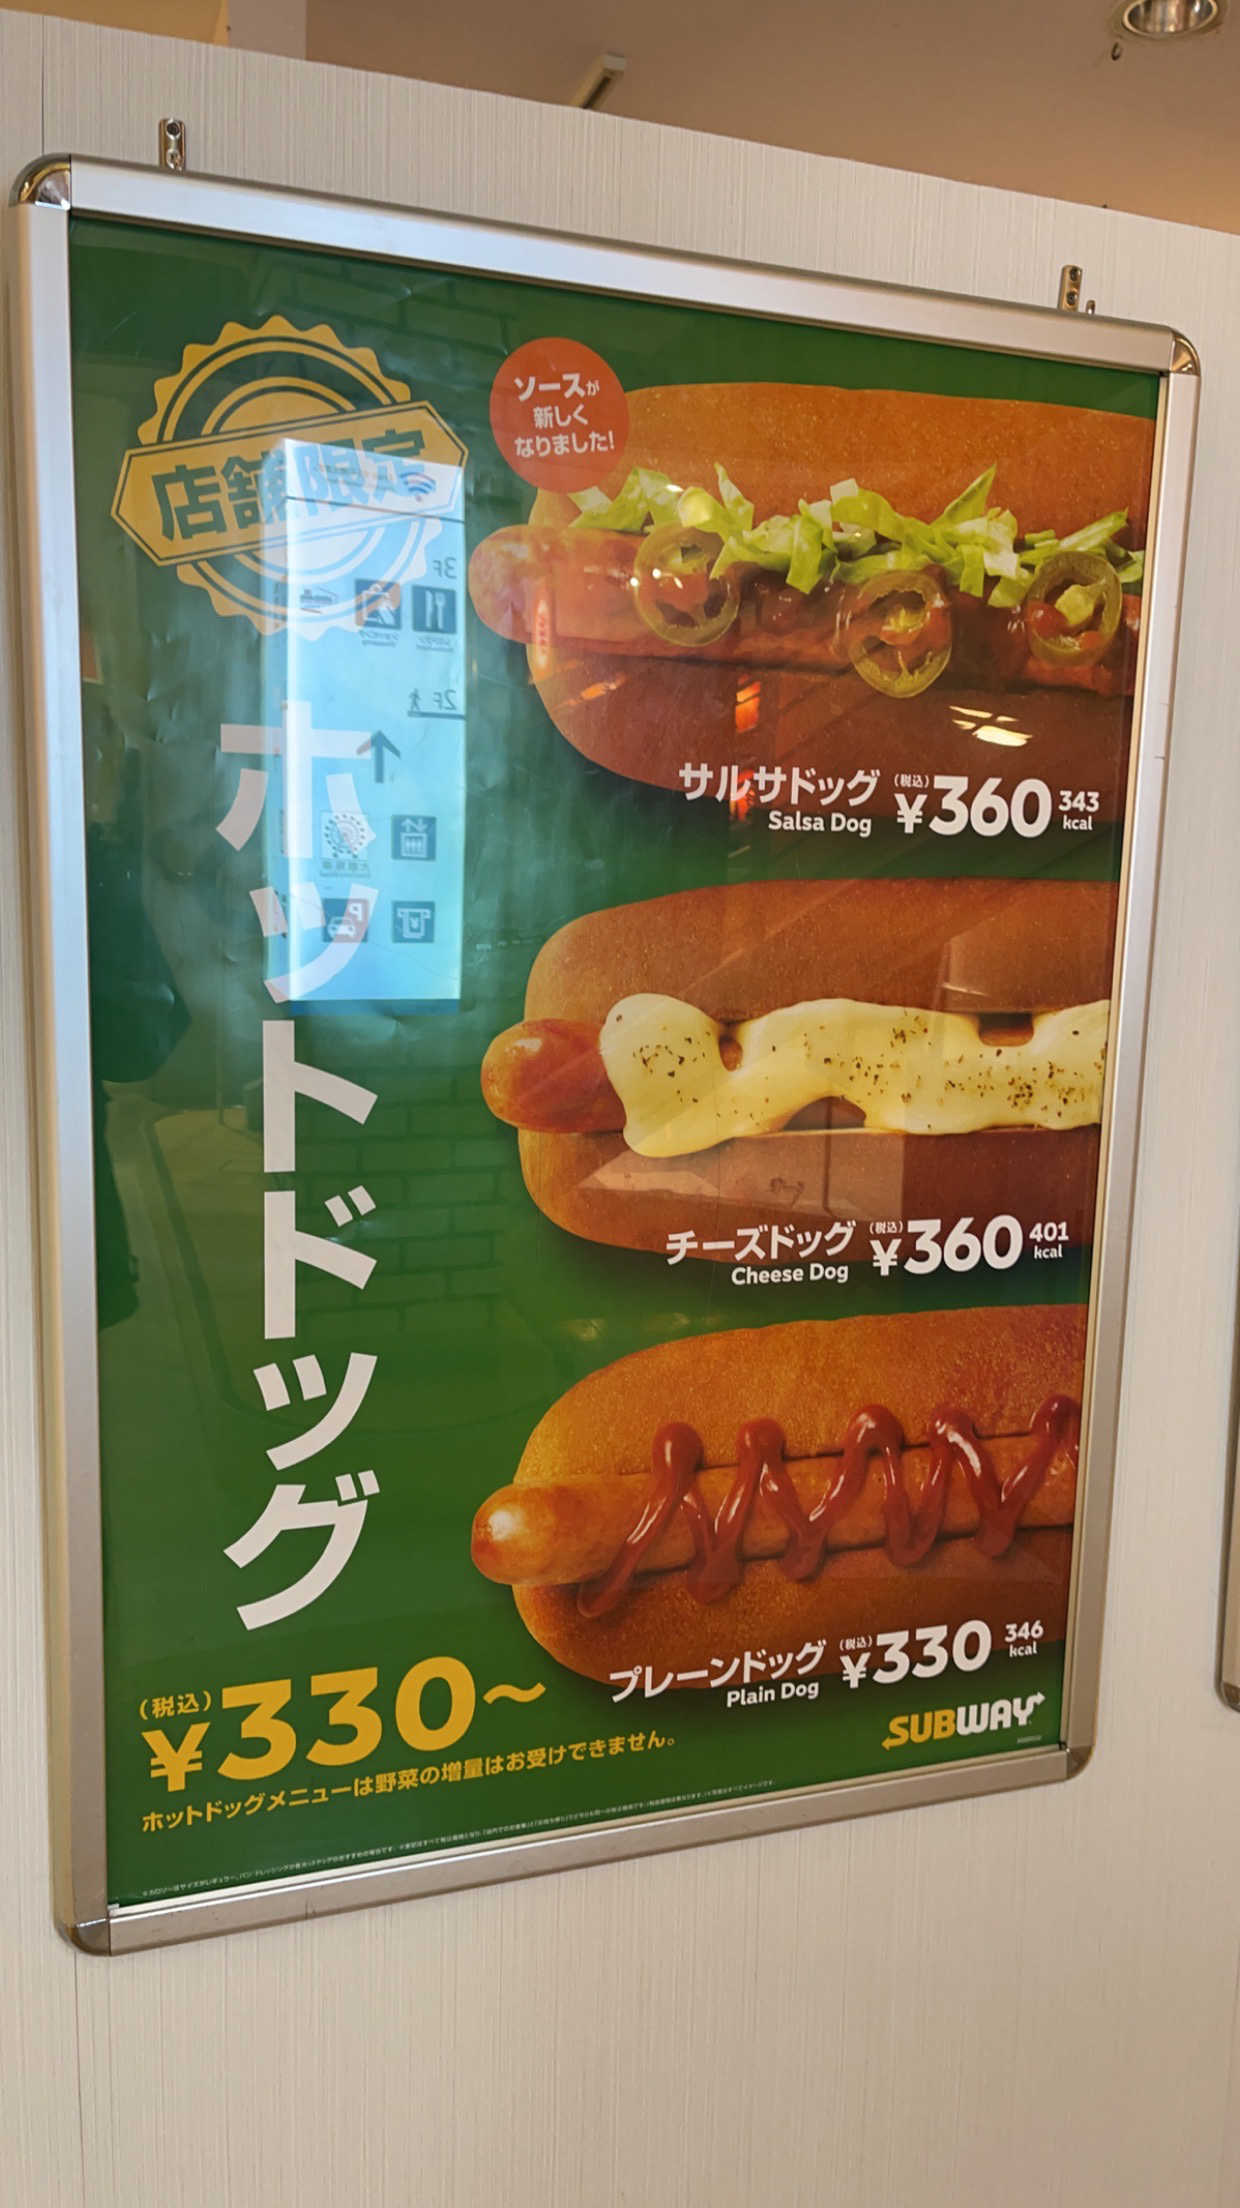 店舗限定
ソースが
新しく
なりました!
ホットドッグ
サルサドッグ (税込) ¥360 343 kcal
Salsa Dog
チーズドッグ (税込) ¥360 401 kcal
Cheese Dog
プレーンドッグ (税込) ¥330 346 kcal
Plain Dog
(税込) ¥330~
ホットドッグメニューは野菜の増量はお受けできません。
SUBWAY
3F
2F